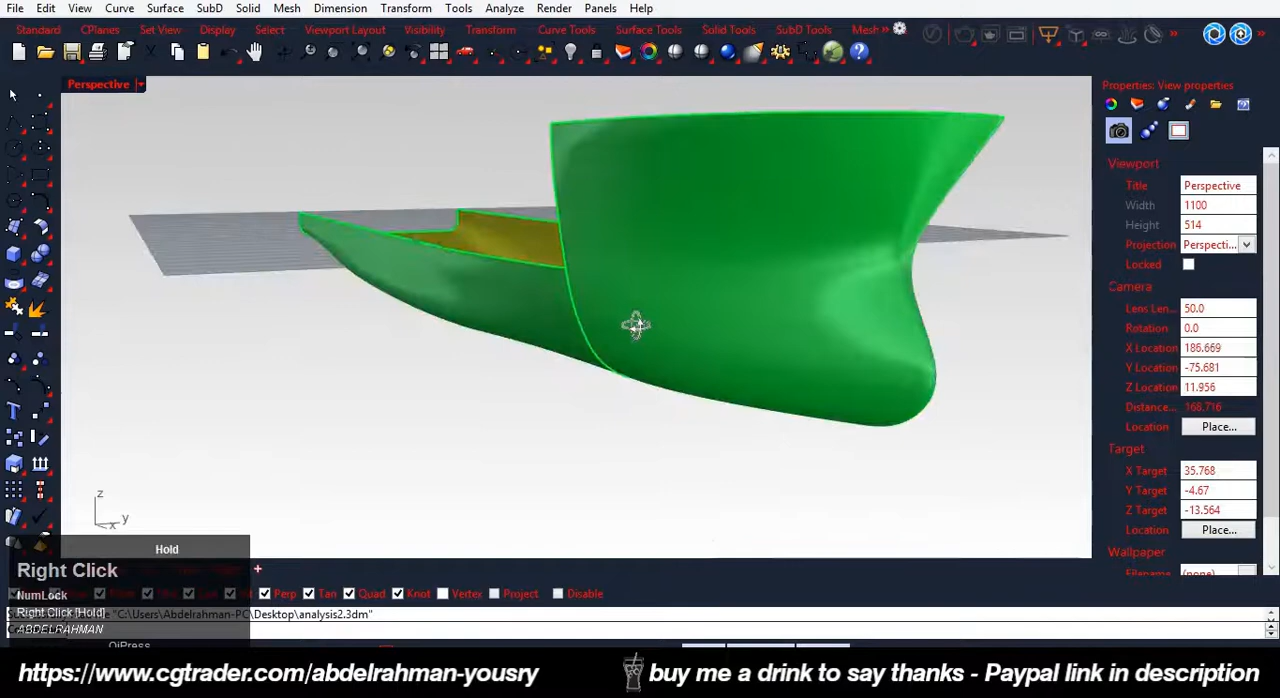 File Edit View Curve Surface SubD Solid Mesh Dimension Transform Tools Analyze Render Panels Help
Standard CPlanes Set View Display Select Viewport Layout Visibility Transform Curve Tools Surface Tools Solid Tools SubD Tools Mesh
Perspective
Properties: View properties
Viewport
Title Perspective
Width 1100
Height 514
Projection Perspecti...
Locked
Camera
Lens Len... 50.0
Rotation 0.0
X Location 186.669
Y Location -75.681
Z Location 11.956
Distance... 168.716
Location Place...
Target
X Target 35.768
Y Target -4.67
Z Target -13.564
Location Place...
Wallpaper
Filename (none)
z
y
x
Hold
Right Click
NumLock
Right Click [Hold]
ABDELRAHMAN
Perp Tan Quad Knot Vertex Project Disable
"C:\Users\Abdelrahman-PC\Desktop\analysis2.3dm"
QiPress
https://www.cgtrader.com/abdelrahman-yousry buy me a drink to say thanks - Paypal link in description